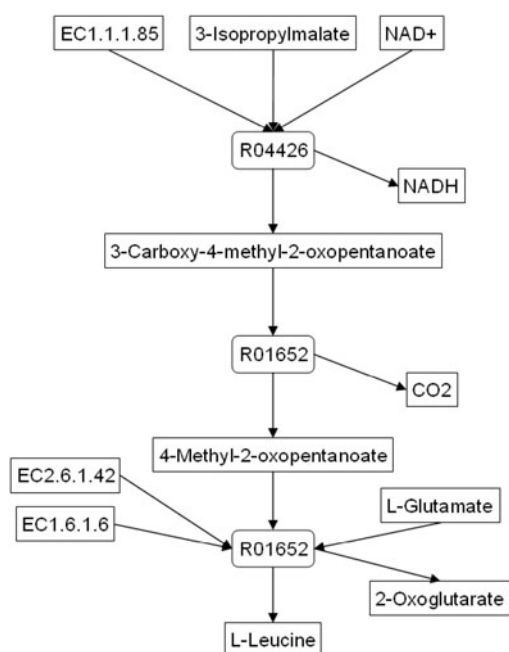 EC1.1.1.85
3-Isopropylmalate
NAD+
R04426
NADH
3-Carboxy-4-methyl-2-oxopentanoate
R01652
CO2
4-Methyl-2-oxopentanoate
EC2.6.1.42
L-Glutamate
EC1.6.1.6
R01652
2-Oxoglutarate
L-Leucine